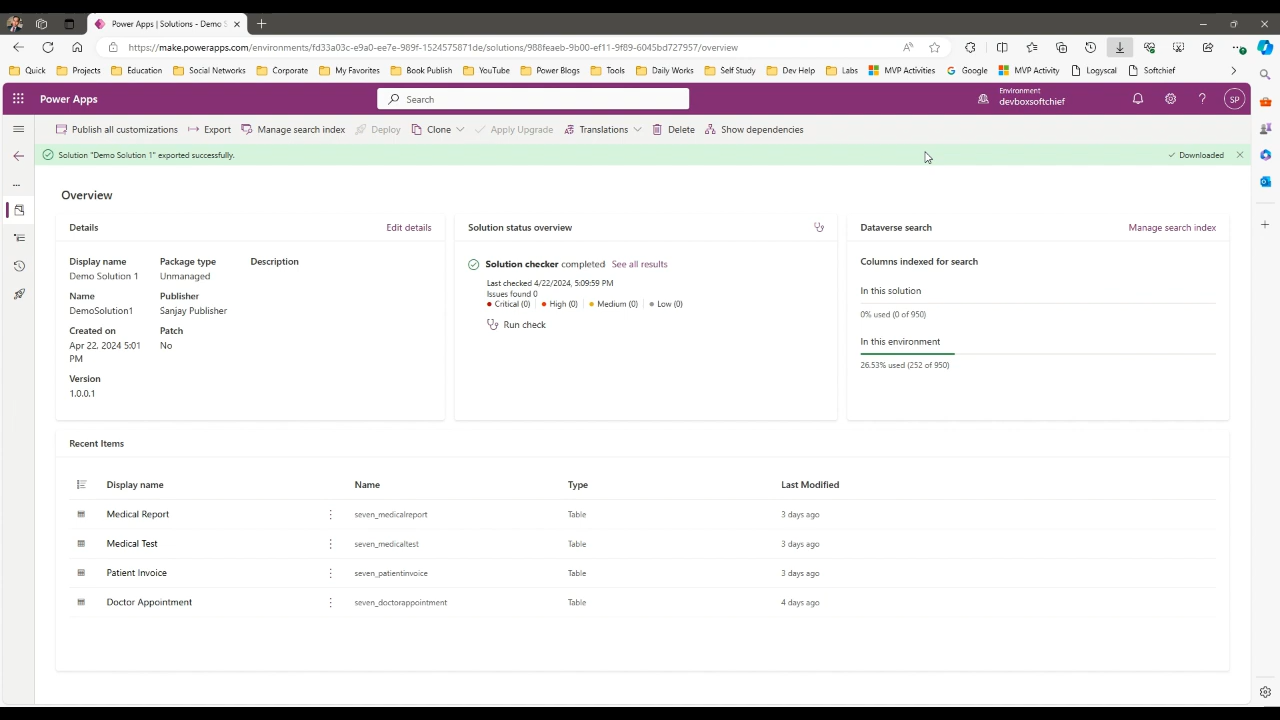 Power Apps | Solutions - Demo S
https://make.powerapps.com/environments/fd33a03c-e9a0-ee7e-989f-1524575871de/solutions/988feae5-8b00-ef11-9f89-6045bd727957/overview
Quick Projects Education Social Networks Corporate My Favorites Book Publish YouTube Power Blogs Tools Daily Works Self Study Dev Help Labs MVP Activities Google MVP Activity Logyscal Softchief
Power Apps
Search
Environment
devboxsoftchief
SP
Publish all customizations Export Manage search index Deploy Clone Apply Upgrade Translations Delete Show dependencies
Solution "Demo Solution 1" exported successfully.
Downloaded
Overview
Details
Edit details
Display name Package type Description
Demo Solution 1 Unmanaged
Name Publisher
DemoSolution1 Sanjay Publisher
Created on Patch
Apr 22, 2024 5:01 No
PM
Version
1.0.0.1
Solution status overview
Solution checker completed See all results
Last checked 4/22/2024, 5:09:59 PM
Issues found 0
Critical (0) High (0) Medium (0) Low (0)
Run check
Dataverse search
Manage search index
Columns indexed for search
In this solution
0% used (0 of 950)
In this environment
26.53% used (252 of 950)
Recent Items
Display name Name Type Last Modified
Medical Report seven_medicalreport Table 3 days ago
Medical Test seven_medicaltest Table 3 days ago
Patient Invoice seven_patientinvoice Table 3 days ago
Doctor Appointment seven_doctorappointment Table 4 days ago